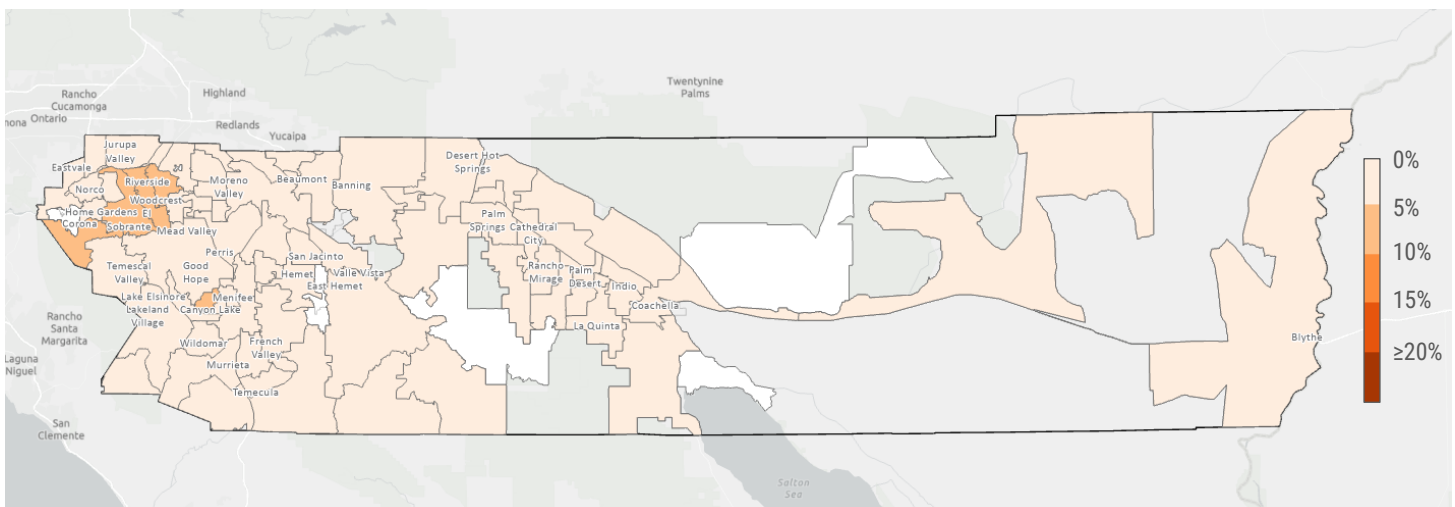 Twentynine
Palms
Rancho
Cucamonga
Highland
nona Ontario
Redlands
Yucaipa
Jurupa
Valley
Eastvale
Norco
Riverside
Moreno
Valley
Beaumont
Banning
Desert Hot
Springs
Woodcrest
Home Gardens
El
Sobrante
Corona
Mead Valley
Palm
Springs
Cathedral
City
Perris
San Jacinto
Temescal
Valley
Good
Hope
Hemet
Valle Vista
East Hemet
Rancho
Mirage
Palm
Desert
Indio
Lake Elsinore
Menifee
Canyon Lake
Lakeland
Village
Coachella
La Quinta
Rancho
Santa
Margarita
Wildomar
French
Valley
Murrieta
Laguna
Niguel
Temecula
San
Clemente
Blythe
Salton
Sea
0%
5%
10%
15%
≥20%